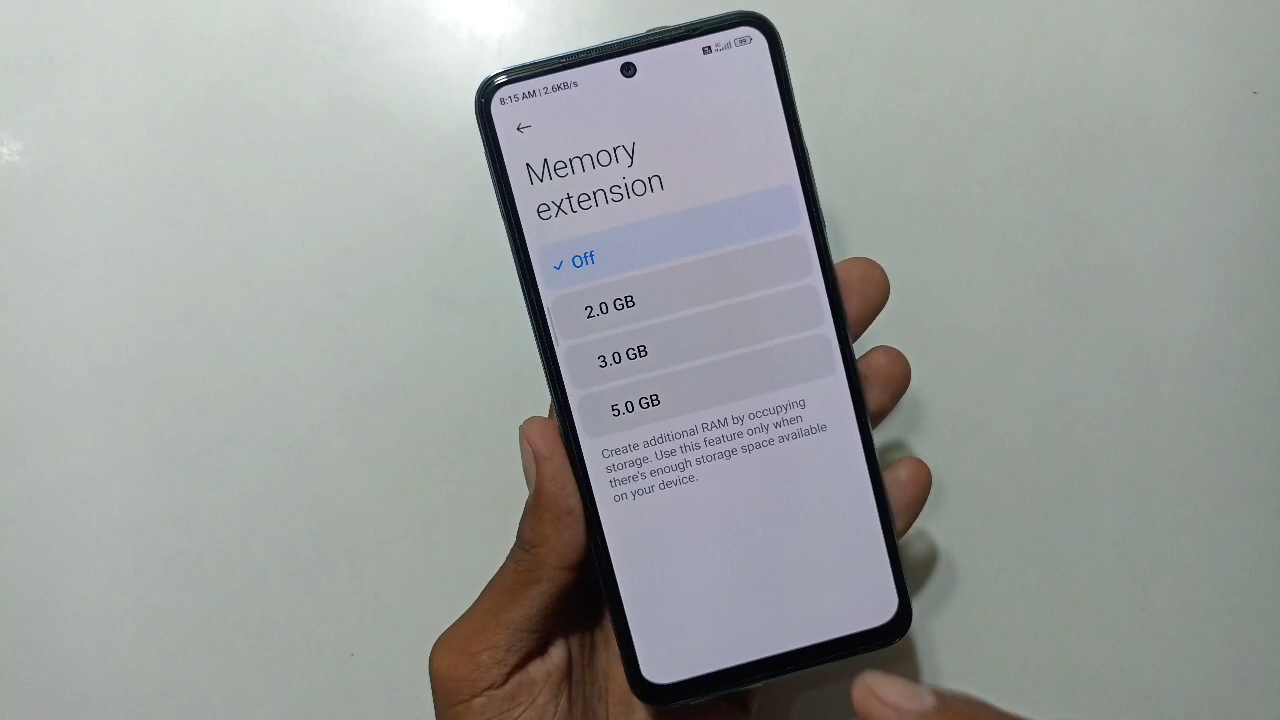 8:15 AM | 2.6KB/s
99
Memory
extension
Off
2.0 GB
3.0 GB
5.0 GB
Create additional RAM by occupying
storage. Use this feature only when
there's enough storage space available
on your device.